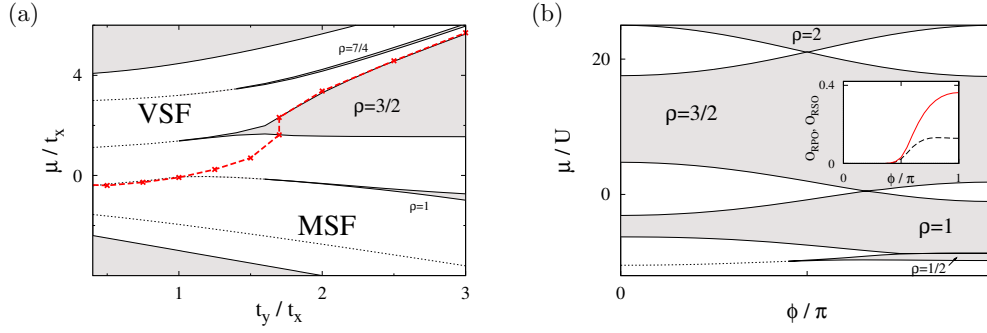 (a)
μ / t_x
4
0
1
2
3
t_y / t_x
VSF
MSF
ρ=7/4
ρ=3/2
ρ=1
(b)
μ / U
20
0
0
1
ϕ / π
ρ=2
ρ=3/2
ρ=1
ρ=1/2
O_RPO, O_RSO
0.4
0
0
1
ϕ / π